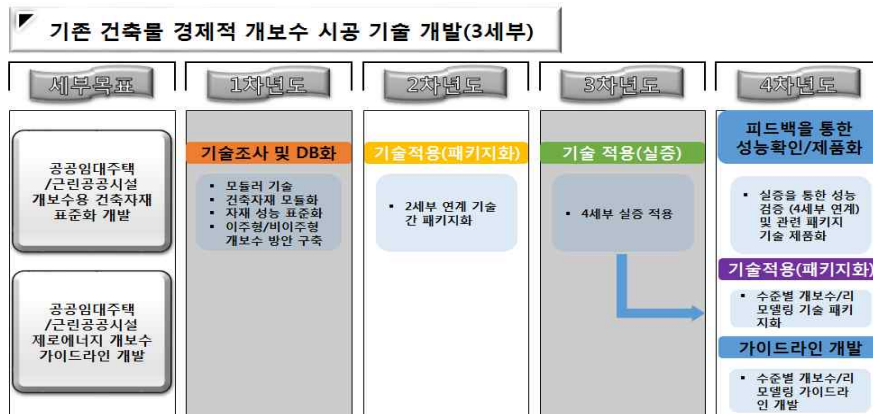 기존 건축물 경제적 개보수 시공 기술 개발(3세부)
세부목표
1차년도
2차년도
3차년도
4차년도
공공임대주택
/근린공공시설
개보수용 건축자재
표준화 개발
공공임대주택
/근린공공시설
제로에너지 개보수
가이드라인 개발
기술조사 및 DB화
▪ 모듈러 기술
▪ 건축자재 모듈화
▪ 자재 성능 표준화
▪ 이주형/비이주형
개보수 방안 구축
기술적용(패키지화)
▪ 2세부 연계 기술
간 패키지화
기술 적용(실증)
▪ 4세부 실증 적용
피드백을 통한
성능확인/제품화
▪ 실증을 통한 성능
검증 (4세부 연계)
및 관련 패키지
기술 제품화
기술적용(패키지화)
▪ 수준별 개보수/리
모델링 기술 패키
지화
가이드라인 개발
▪ 수준별 개보수/리
모델링 가이드라
인 개발